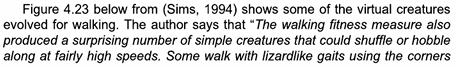 Figure 4.23 below from (Sims, 1994) shows some of the virtual creatures
evolved for walking. The author says that “The walking fitness measure also
produced a surprising number of simple creatures that could shuffle or hobble
along at fairly high speeds. Some walk with lizardlike gaits using the corners